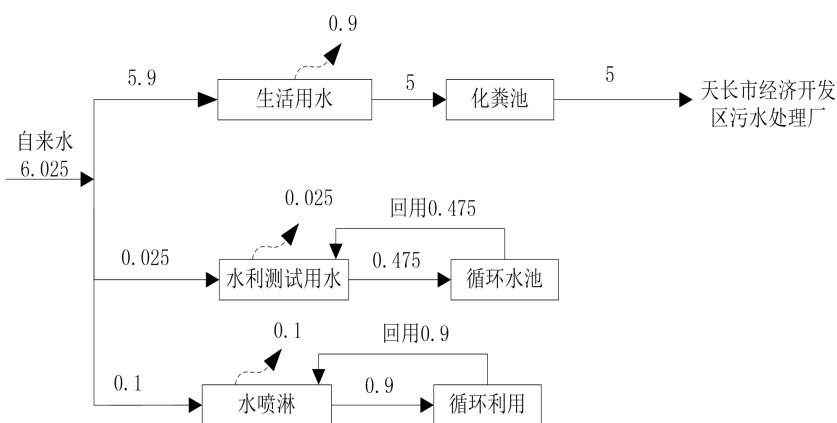 0.9
5.9
生活用水
5
化粪池
5
天长市经济开发
区污水处理厂
自来水
6.025
0.025
回用0.475
0.025
水利测试用水
0.475
循环水池
0.1
回用0.9
0.1
水喷淋
0.9
循环利用